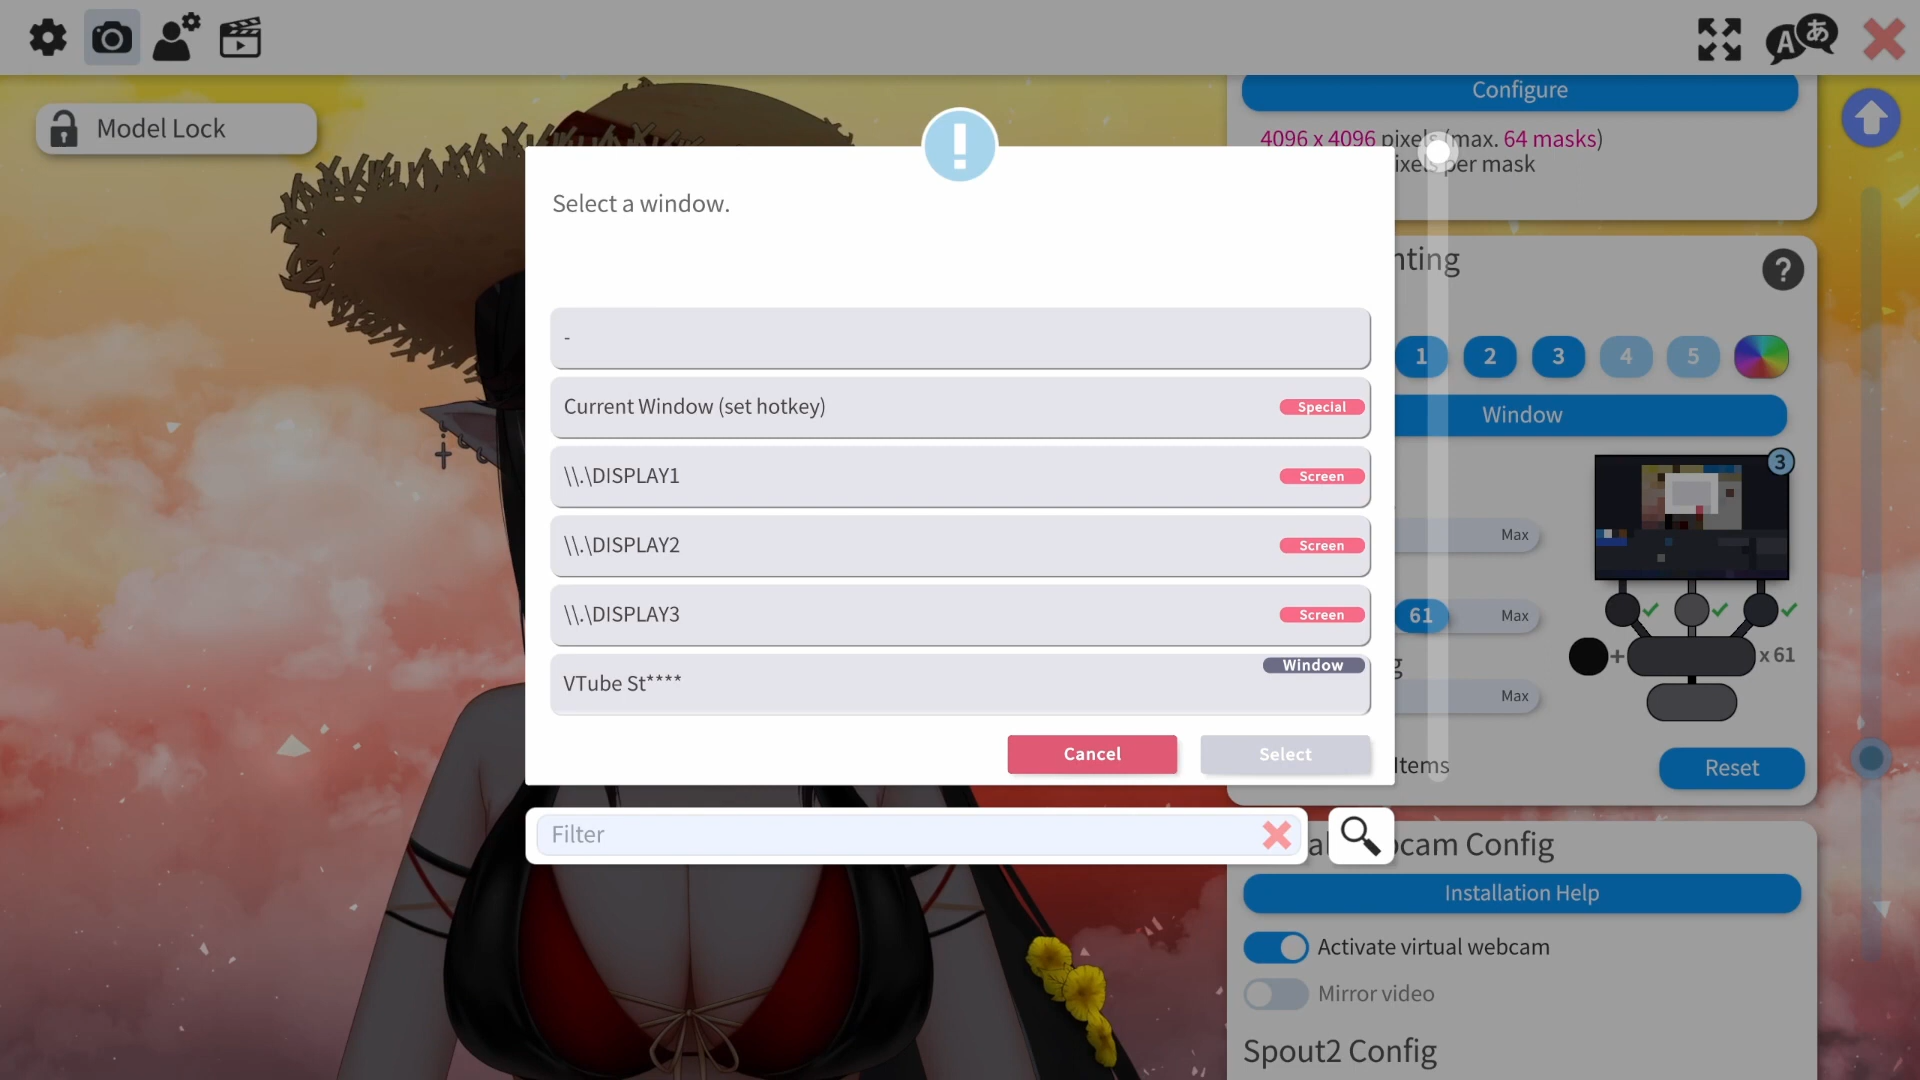 Model Lock
Configure
4096 x 4096 pixels (max. 64 masks)
per mask
Select a window.
-
Current Window (set hotkey)
Special
\\.\DISPLAY1
Screen
\\.\DISPLAY2
Screen
\\.\DISPLAY3
Screen
VTube St****
Window
Cancel
Select
Filter
?
1
2
3
4
5
Window
3
Max
61
Max
+
x 61
Max
Items
Reset
Config
Installation Help
Activate virtual webcam
Mirror video
Spout2 Config
A あ